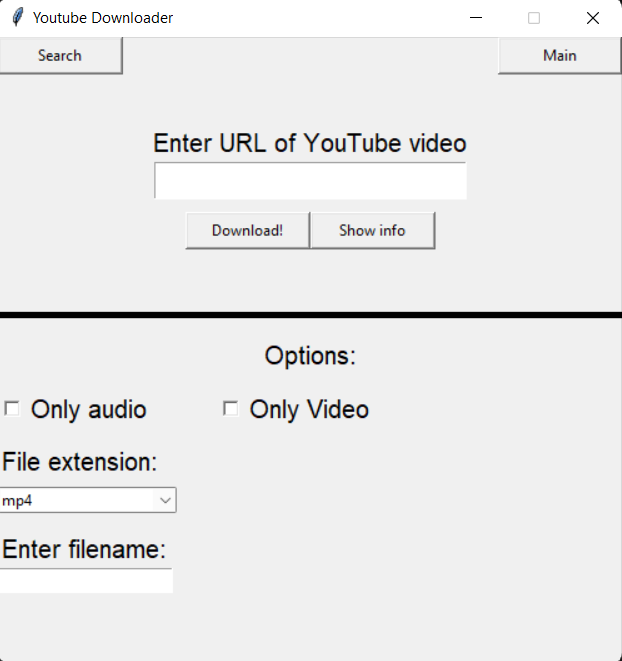 Youtube Downloader
Search Main
Enter URL of YouTube video
Download! Show info
Options:
Only audio Only Video
File extension:
mp4
Enter filename: